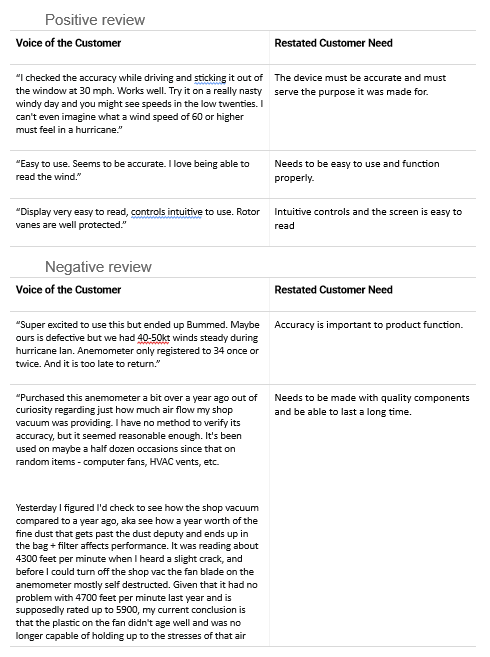 Positive review
Voice of the Customer
Restated Customer Need
“I checked the accuracy while driving and sticking it out of
the window at 30 mph. Works well. Try it on a really nasty
windy day and you might see speeds in the low twenties. I
can't even imagine what a wind speed of 60 or higher
must feel in a hurricane.”
The device must be accurate and must
serve the purpose it was made for.
“Easy to use. Seems to be accurate. I love being able to
read the wind.”
Needs to be easy to use and function
properly.
“Display very easy to read, controls intuitive to use. Rotor
vanes are well protected.”
Intuitive controls and the screen is easy to
read
Negative review
Voice of the Customer
Restated Customer Need
“Super excited to use this but ended up Bummed. Maybe
ours is defective but we had 40-50kt winds steady during
hurricane Ian. Anemometer only registered to 34 once or
twice. And it is too late to return.”
Accuracy is important to product function.
“Purchased this anemometer a bit over a year ago out of
curiosity regarding just how much air flow my shop
vacuum was providing. I have no method to verify its
accuracy, but it seemed reasonable enough. It's been
used on maybe a half dozen occasions since that on
random items - computer fans, HVAC vents, etc.
Needs to be made with quality components
and be able to last a long time.
Yesterday I figured I'd check to see how the shop vacuum
compared to a year ago, aka see how a year worth of the
fine dust that gets past the dust deputy and ends up in
the bag + filter affects performance. It was reading about
4300 feet per minute when I heard a slight crack, and
before I could turn off the shop vac the fan blade on the
anemometer mostly self destructed. Given that it had no
problem with 4700 feet per minute last year and is
supposedly rated up to 5900, my current conclusion is
that the plastic on the fan didn't age well and was no
longer capable of holding up to the stresses of that air